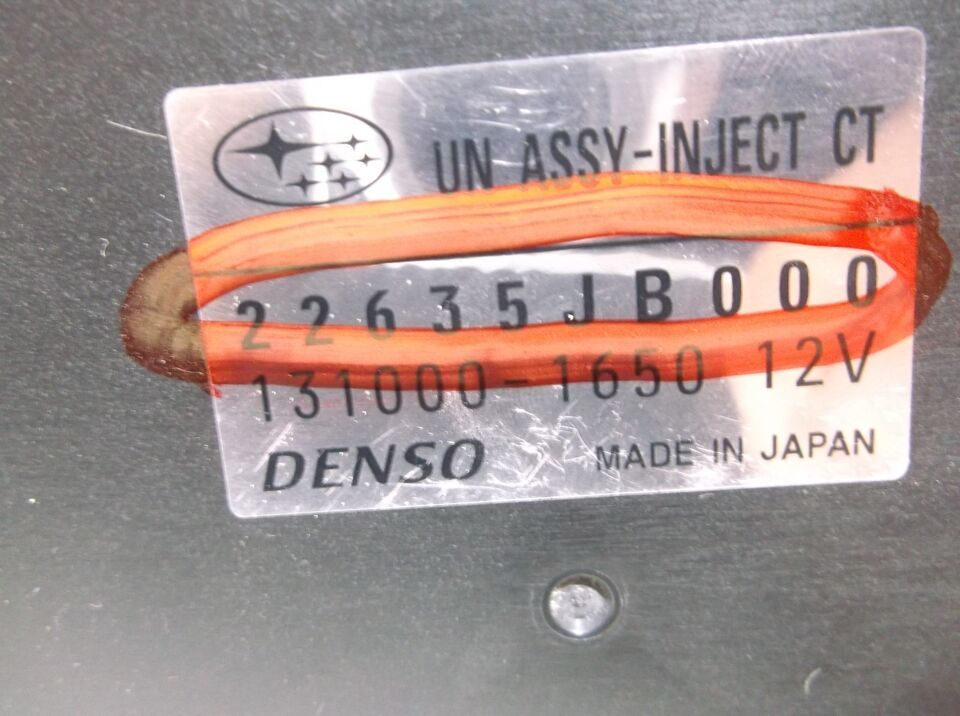 UN ASSY-INJECT CT
22635JB000
131000-1650 12V
DENSO
MADE IN JAPAN